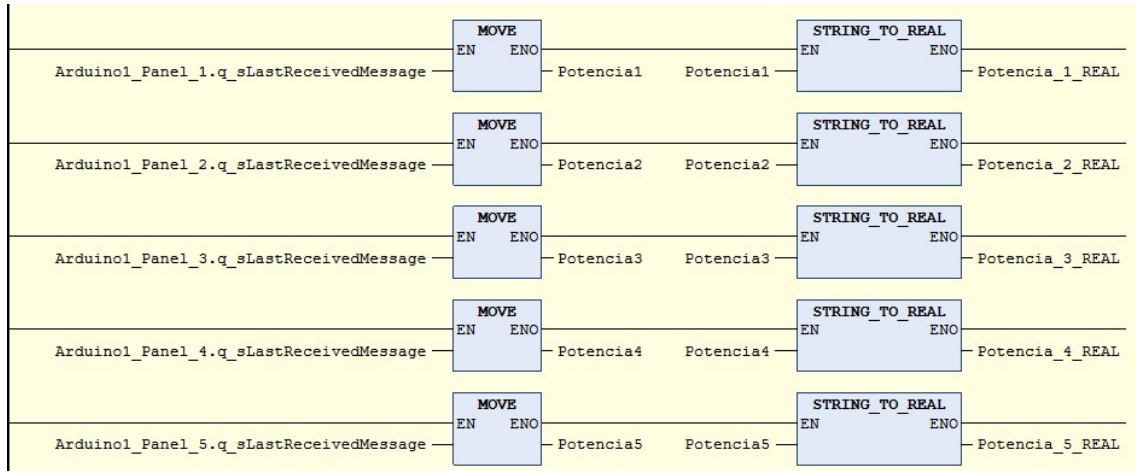 MOVE STRING_TO_REAL
EN ENO EN ENO
Arduino1_Panel_1.q_sLastReceivedMessage Potencia1 Potencia1 Potencia_1_REAL
MOVE STRING_TO_REAL
EN ENO EN ENO
Arduino1_Panel_2.q_sLastReceivedMessage Potencia2 Potencia2 Potencia_2_REAL
MOVE STRING_TO_REAL
EN ENO EN ENO
Arduino1_Panel_3.q_sLastReceivedMessage Potencia3 Potencia3 Potencia_3_REAL
MOVE STRING_TO_REAL
EN ENO EN ENO
Arduino1_Panel_4.q_sLastReceivedMessage Potencia4 Potencia4 Potencia_4_REAL
MOVE STRING_TO_REAL
EN ENO EN ENO
Arduino1_Panel_5.q_sLastReceivedMessage Potencia5 Potencia5 Potencia_5_REAL